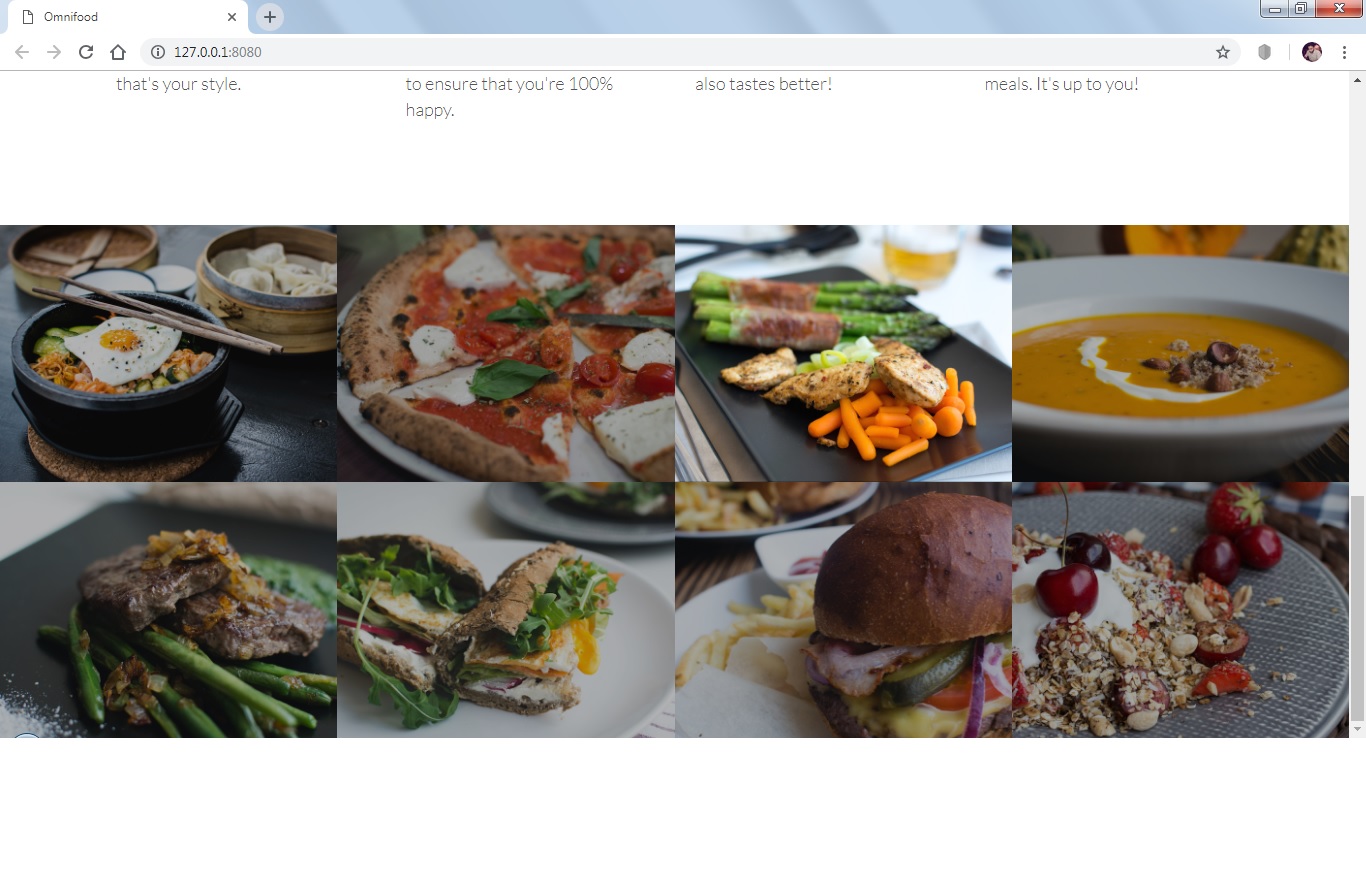 Omnifood
127.0.0.1:8080
that's your style.
to ensure that you're 100%
happy.
also tastes better!
meals. It's up to you!